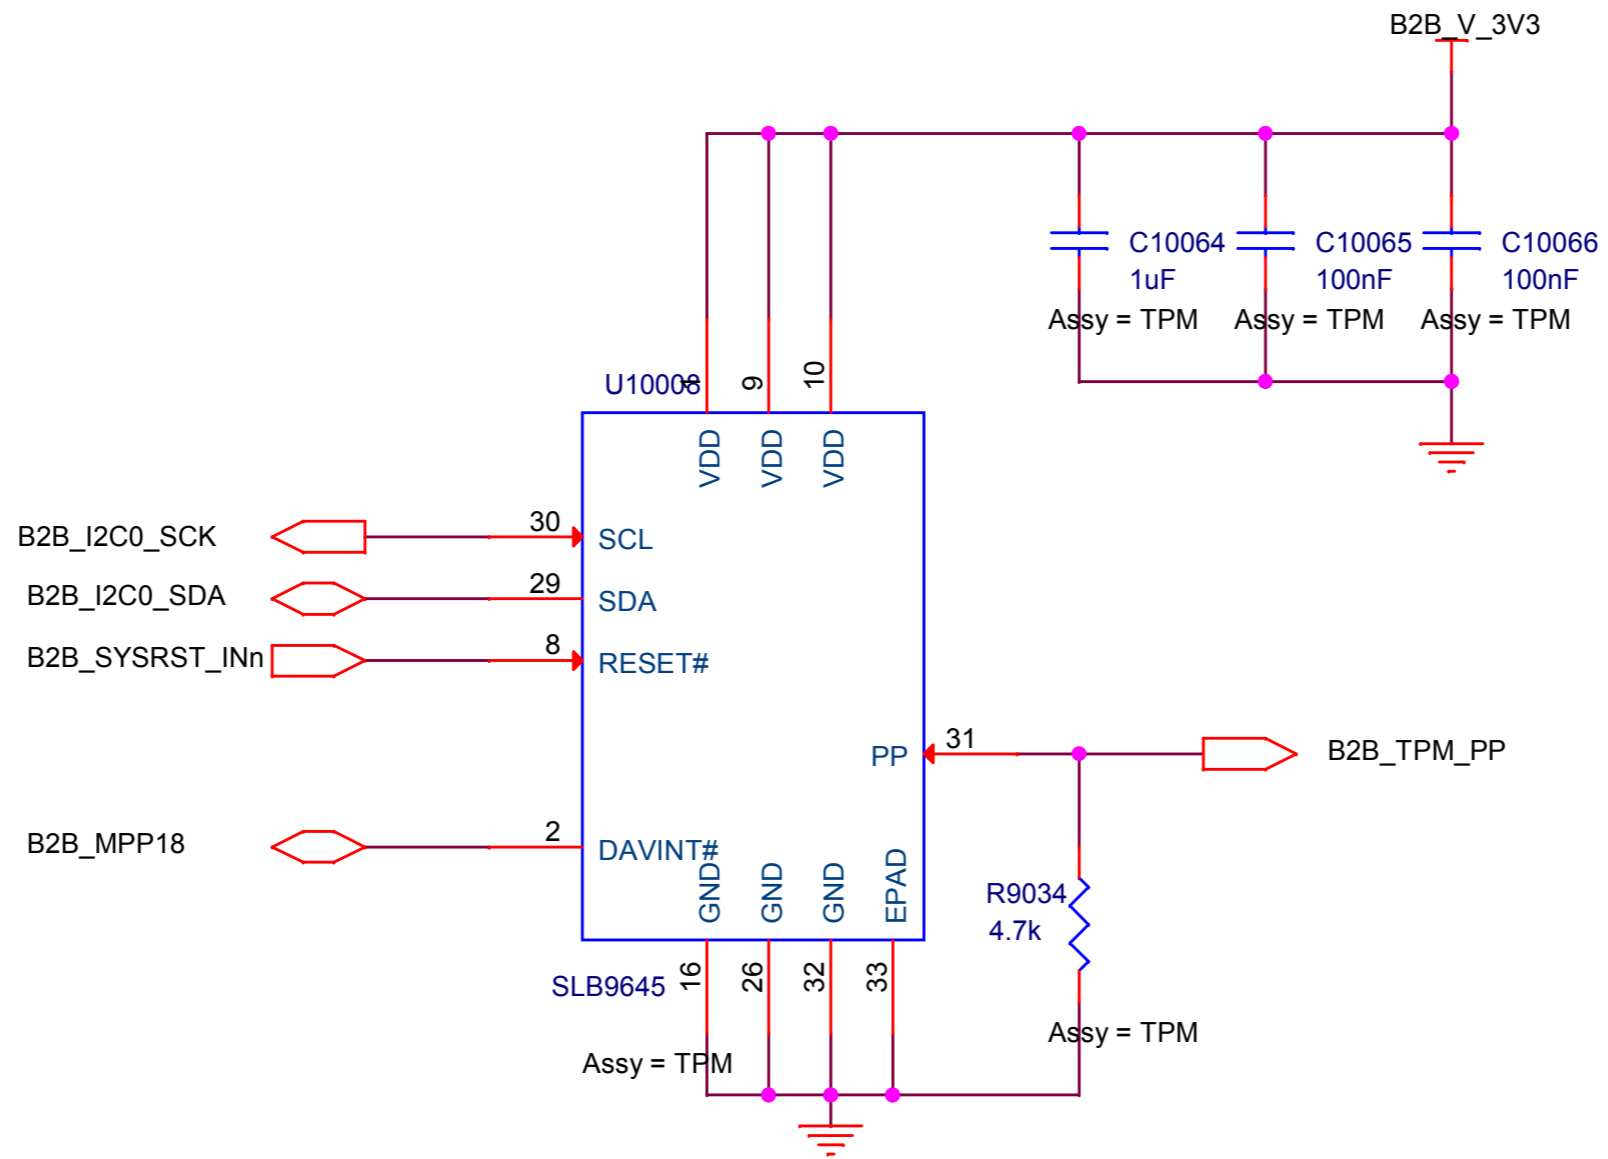 B2B_V_3V3
C10064
1uF
Assy = TPM
C10065
100nF
Assy = TPM
C10066
100nF
Assy = TPM
U10008
1
9
10
VDD
VDD
VDD
B2B_I2C0_SCK
30
SCL
B2B_I2C0_SDA
29
SDA
B2B_SYSRST_INn
8
RESET#
PP
31
B2B_TPM_PP
B2B_MPP18
2
DAVINT#
GND
GND
GND
EPAD
R9034
4.7k
Assy = TPM
SLB9645
16
26
32
33
Assy = TPM